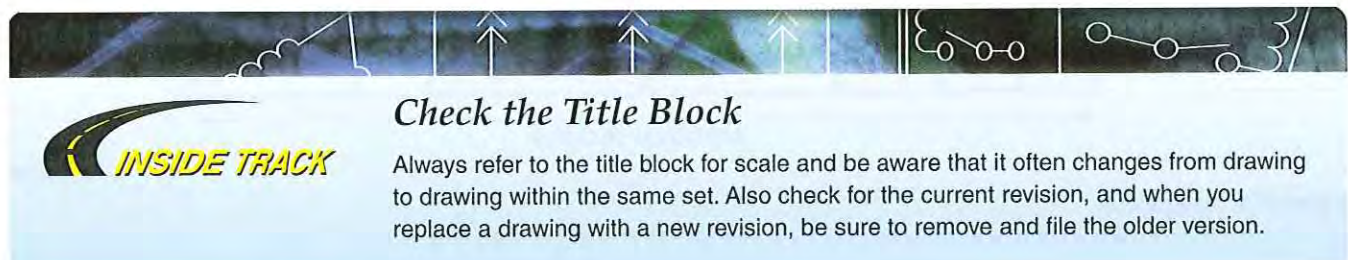 Check the Title Block
INSIDE TRACK
Always refer to the title block for scale and be aware that it often changes from drawing
to drawing within the same set. Also check for the current revision, and when you
replace a drawing with a new revision, be sure to remove and file the older version.